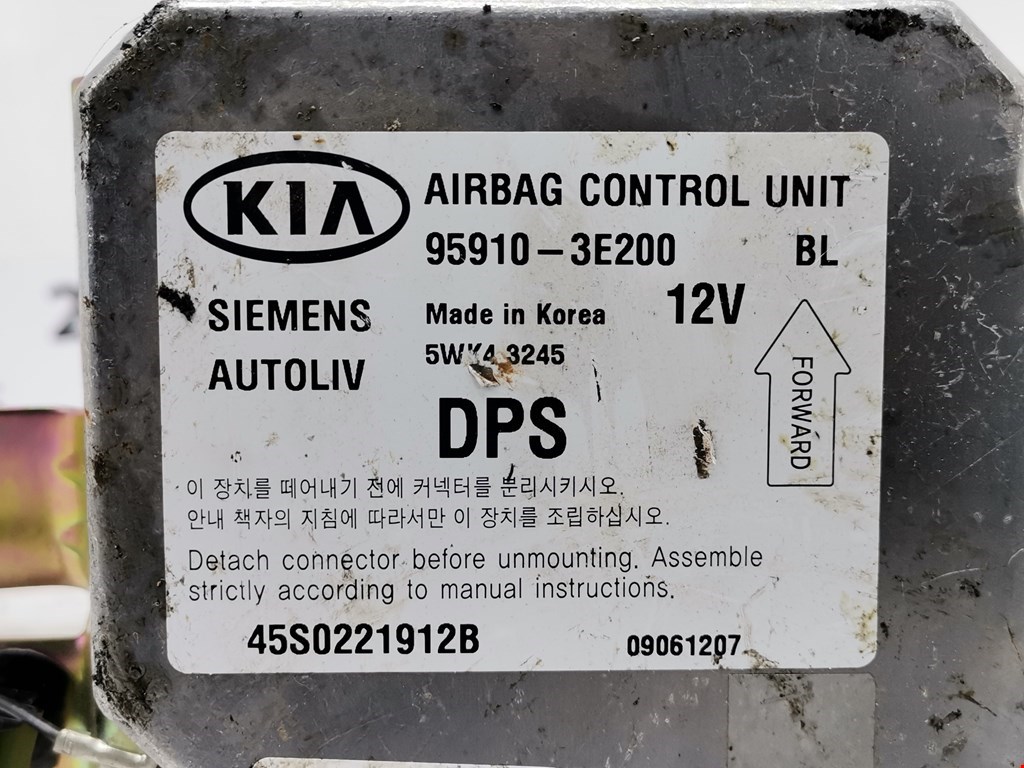 KIA
AIRBAG CONTROL UNIT
95910-3E200 BL
SIEMENS
AUTOLIV
Made in Korea 12V
3245
DPS
FORWARD
이 장치를 떼어내기 전에 커넥터를 분리시키시오.
안내 책자의 지침에 따라서만 이 장치를 조립하십시오.
Detach connector before unmounting. Assemble
strictly according to manual instructions.
45S0221912B 09061207